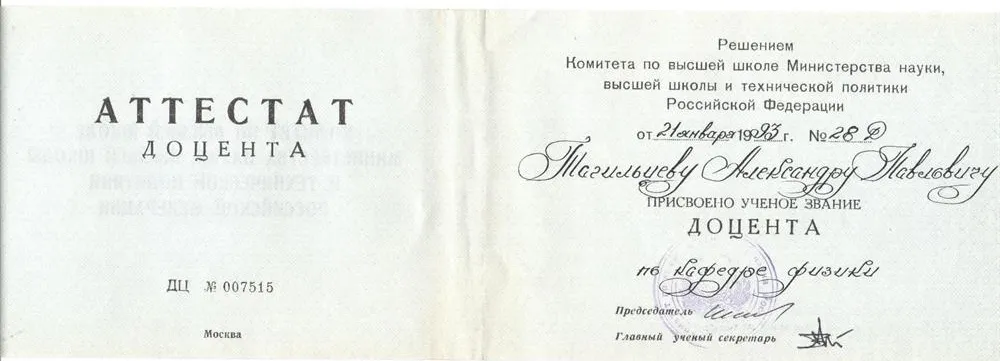 АТТЕСТАТ
ДОЦЕНТА
ДЦ № 007515
Москва
Решением
Комитета по высшей школе Министерства науки,
высшей школы и технической политики
Российской Федерации
от 21 января 1993 г. № 28 Д
Тагильцеву Александру Павловичу
ПРИСВОЕНО УЧЕНОЕ ЗВАНИЕ
ДОЦЕНТА
по кафедре физики
Председатель
Главный ученый секретарь